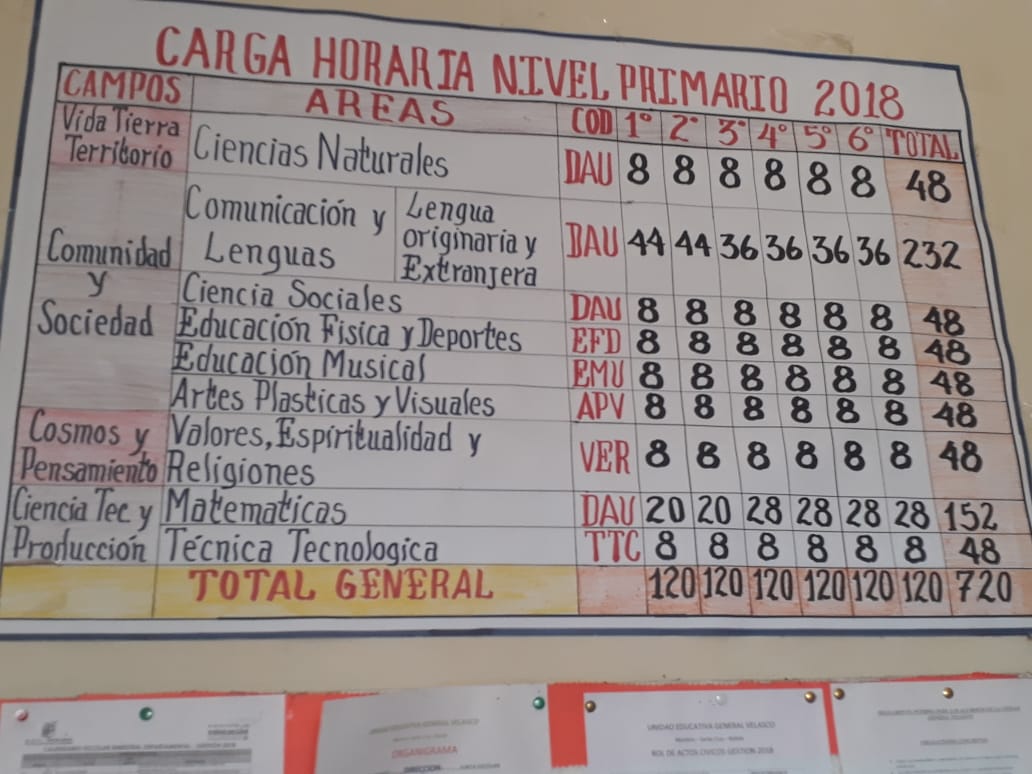 CARGA HORARIA NIVEL PRIMARIO 2018
CAMPOS AREAS COD 1° 2° 3° 4° 5° 6° TOTAL
Vida Tierra Territorio Ciencias Naturales DAU 8 8 8 8 8 8 48
Comunidad y Sociedad Comunicación y Lenguas Lengua originaria y Extranjera DAU 44 44 36 36 36 36 232
Ciencia Sociales DAU 8 8 8 8 8 8 48
Educación Fisica y Deportes EFD 8 8 8 8 8 8 48
Educación Musical EMU 8 8 8 8 8 8 48
Artes Plasticas y Visuales APV 8 8 8 8 8 8 48
Cosmos y Pensamiento Valores, Espiritualidad y Religiones VER 8 8 8 8 8 8 48
Ciencia Tec. y Producción Matematicas DAU 20 20 28 28 28 28 152
Técnica Tecnologica TTC 8 8 8 8 8 8 48
TOTAL GENERAL 120 120 120 120 120 120 720
UNIDAD EDUCATIVA GENERAL VELASCO
ORGANIGRAMA
DIRECCION
UNIDAD EDUCATIVA GENERAL VELASCO
ROL DE ACTOS CIVICOS GESTION-2018